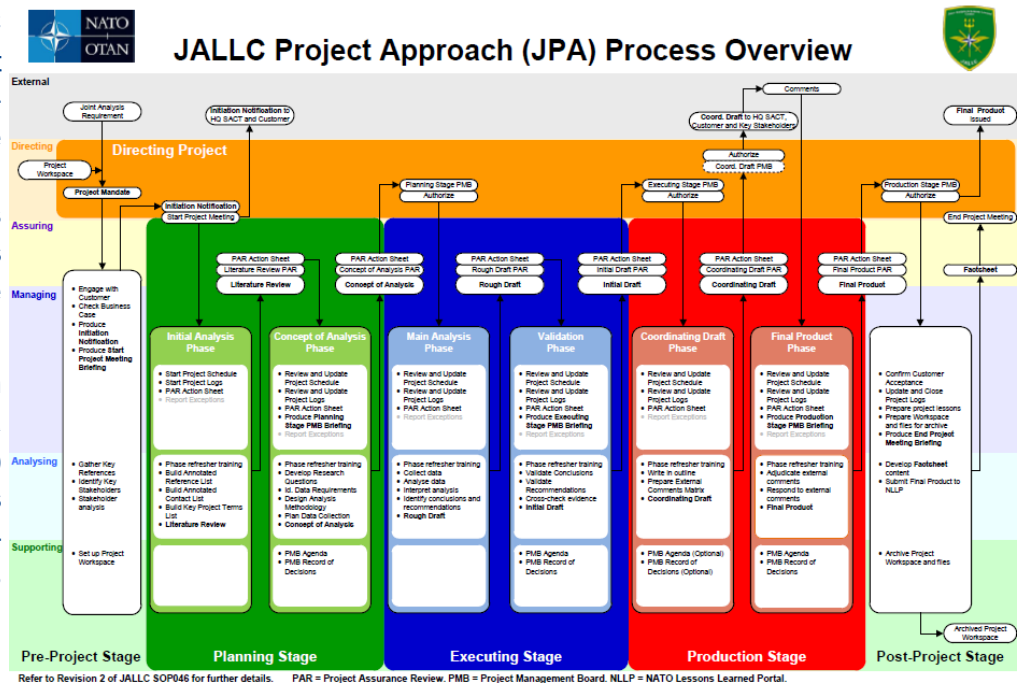 NATO
OTAN
JALLC Project Approach (JPA) Process Overview
External
Joint Analysis
Requirement
Initiation Notification to
HQ SACT and Customer
Comments
Coord. Draft to HQ SACT,
Customer and Key Stakeholders
Final Product
Issued
Directing
Directing Project
Project
Workspace
Project Mandate
Initiation Notification
Start Project Meeting
Planning Stage PMB
Authorize
Executing Stage PMB
Authorize
Authorize
Coord. Draft PMB
Production Stage PMB
Authorize
End Project Meeting
Assuring
PAR Action Sheet
Literature Review PAR
Literature Review
PAR Action Sheet
Concept of Analysis PAR
Concept of Analysis
PAR Action Sheet
Rough Draft PAR
Rough Draft
PAR Action Sheet
Initial Draft PAR
Initial Draft
PAR Action Sheet
Coordinating Draft PAR
Coordinating Draft
PAR Action Sheet
Final Product PAR
Final Product
Factsheet
Managing
• Engage with
Customer
• Check Business
Case
• Produce
Initiation
Notification
• Produce Start
Project Meeting
Briefing
Initial Analysis
Phase
• Start Project Schedule
• Start Project Logs
• PAR Action Sheet
• Report Exceptions
Concept of Analysis
Phase
• Review and Update
Project Schedule
• Review and Update
Project Logs
• PAR Action Sheet
• Produce Planning
Stage PMB Briefing
• Report Exceptions
Main Analysis
Phase
• Review and Update
Project Schedule
• Review and Update
Project Logs
• PAR Action Sheet
• Report Exceptions
Validation
Phase
• Review and Update
Project Schedule
• Review and Update
Project Logs
• PAR Action Sheet
• Produce Executing
Stage PMB Briefing
• Report Exceptions
Coordinating Draft
Phase
• Review and Update
Project Schedule
• Review and Update
Project Logs
• PAR Action Sheet
• Report Exceptions
Final Product
Phase
• Review and Update
Project Schedule
• Review and Update
Project Logs
• PAR Action Sheet
• Produce Production
Stage PMB Briefing
• Report Exceptions
• Confirm Customer
Acceptance
• Update and Close
Project Logs
• Prepare project lessons
• Prepare Workspace
and files for archive
• Produce End Project
Meeting Briefing
Analysing
• Gather Key
References
• Identify Key
Stakeholders
• Stakeholder
analysis
• Phase refresher training
• Build Annotated
Reference List
• Build Annotated
Contact List
• Build Key Project Terms
List
• Literature Review
• Phase refresher training
• Develop Research
Questions
• Id. Data Requirements
• Design Analysis
Methodology
• Plan Data Collection
• Concept of Analysis
• Phase refresher training
• Collect data
• Analyse data
• Interpret analysis
• Identify conclusions and
recommendations
• Rough Draft
• Phase refresher training
• Validate Conclusions
• Validate
Recommendations
• Cross-check evidence
• Initial Draft
• Phase refresher training
• Write in outline
• Prepare External
Comments Matrix
• Coordinating Draft
• Phase refresher training
• Adjudicate external
comments
• Respond to external
comments
• Final Product
• Develop Factsheet
content
• Submit Final Product to
NLLP
Supporting
• Set up Project
Workspace
• PMB Agenda
• PMB Record of
Decisions
• PMB Agenda
• PMB Record of
Decisions
• PMB Agenda (Optional)
• PMB Record of
Decisions (Optional)
• PMB Agenda
• PMB Record of
Decisions
• Archive Project
Workspace and files
Archived Project
Workspace
Pre-Project Stage
Planning Stage
Executing Stage
Production Stage
Post-Project Stage
Refer to Revision 2 of JALLC SOP046 for further details. PAR = Project Assurance Review. PMB = Project Management Board. NLLP = NATO Lessons Learned Portal.